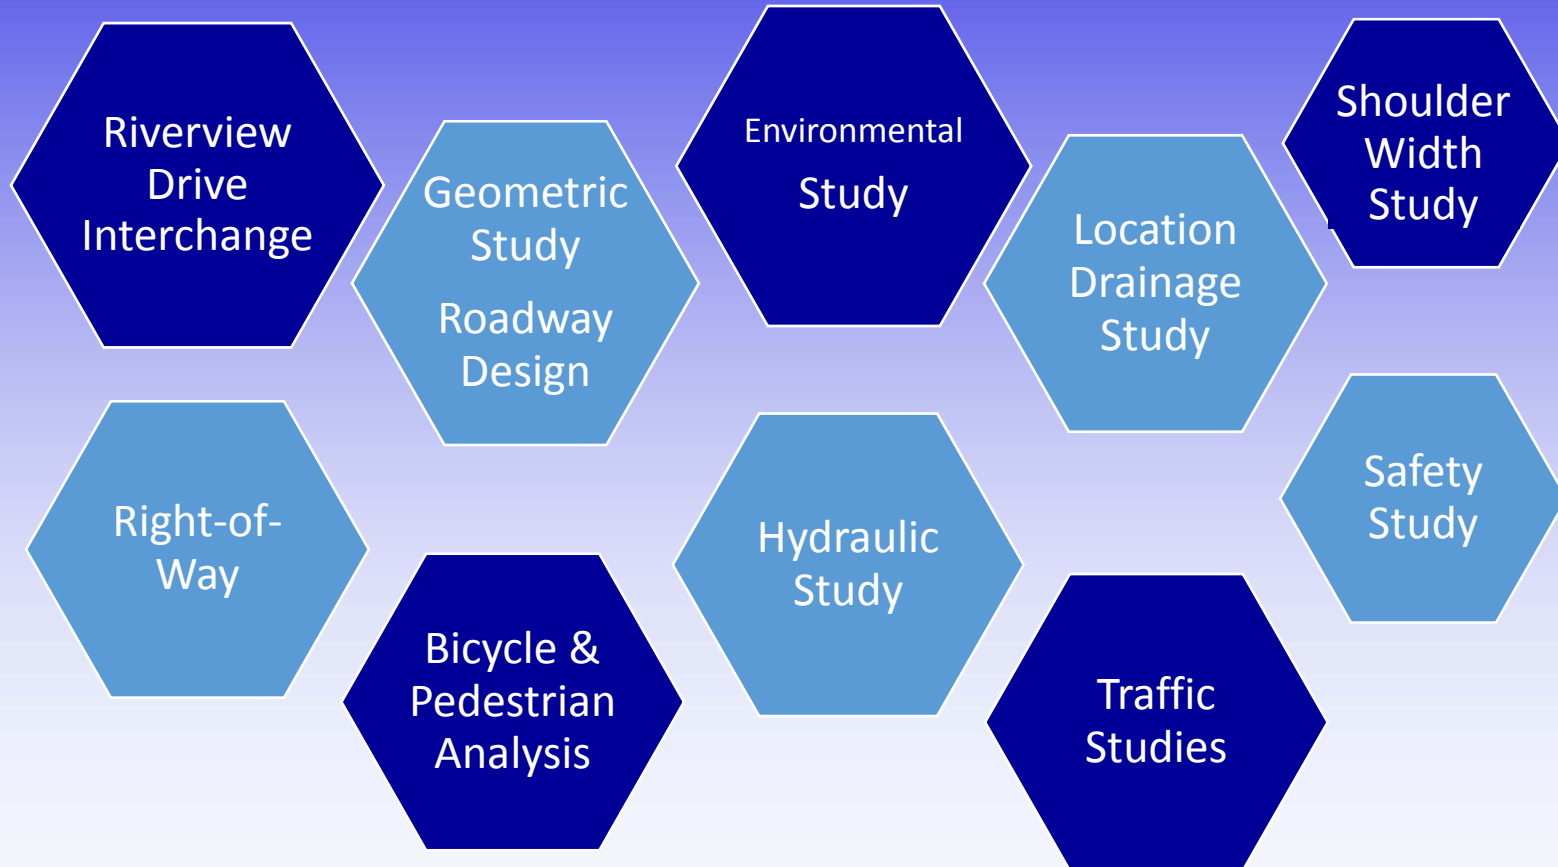 Riverview
Drive
Interchange
Geometric
Study
Roadway
Design
Environmental
Study
Location
Drainage
Study
Shoulder
Width
Study
Right-of-
Way
Bicycle &
Pedestrian
Analysis
Hydraulic
Study
Traffic
Studies
Safety
Study